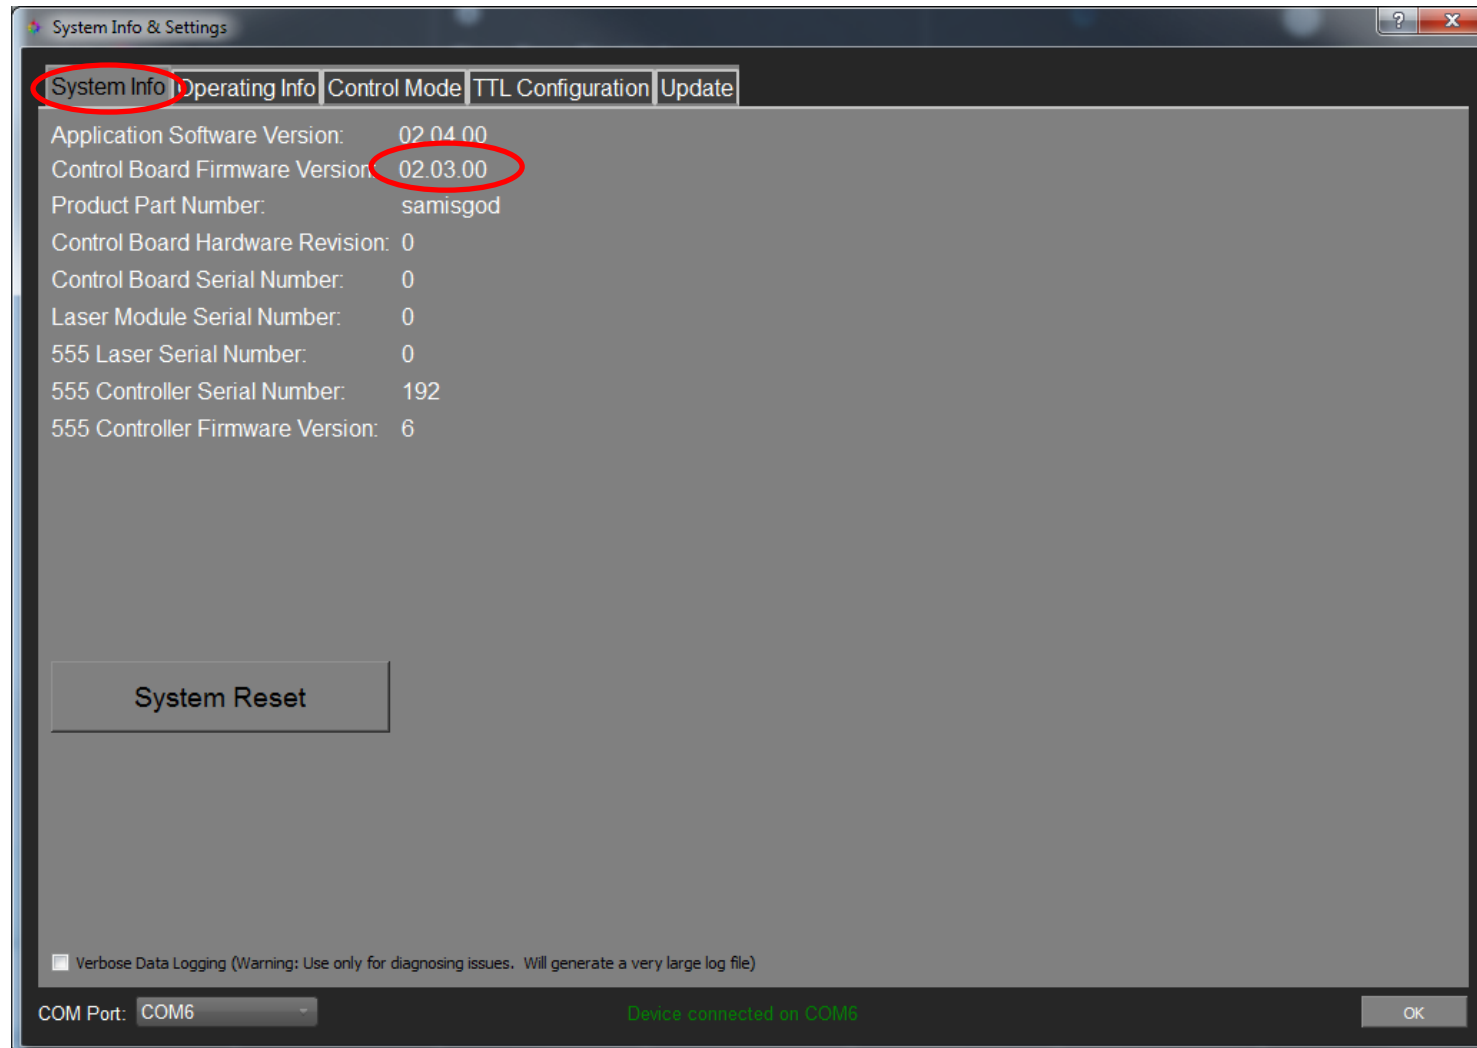 System Info & Settings
? X
System Info Operating Info Control Mode TTL Configuration Update
Application Software Version: 02.04.00
Control Board Firmware Version: 02.03.00
Product Part Number: samisgod
Control Board Hardware Revision: 0
Control Board Serial Number: 0
Laser Module Serial Number: 0
555 Laser Serial Number: 0
555 Controller Serial Number: 192
555 Controller Firmware Version: 6
System Reset
Verbose Data Logging (Warning: Use only for diagnosing issues. Will generate a very large log file)
COM Port: COM6 Device connected on COM6 OK